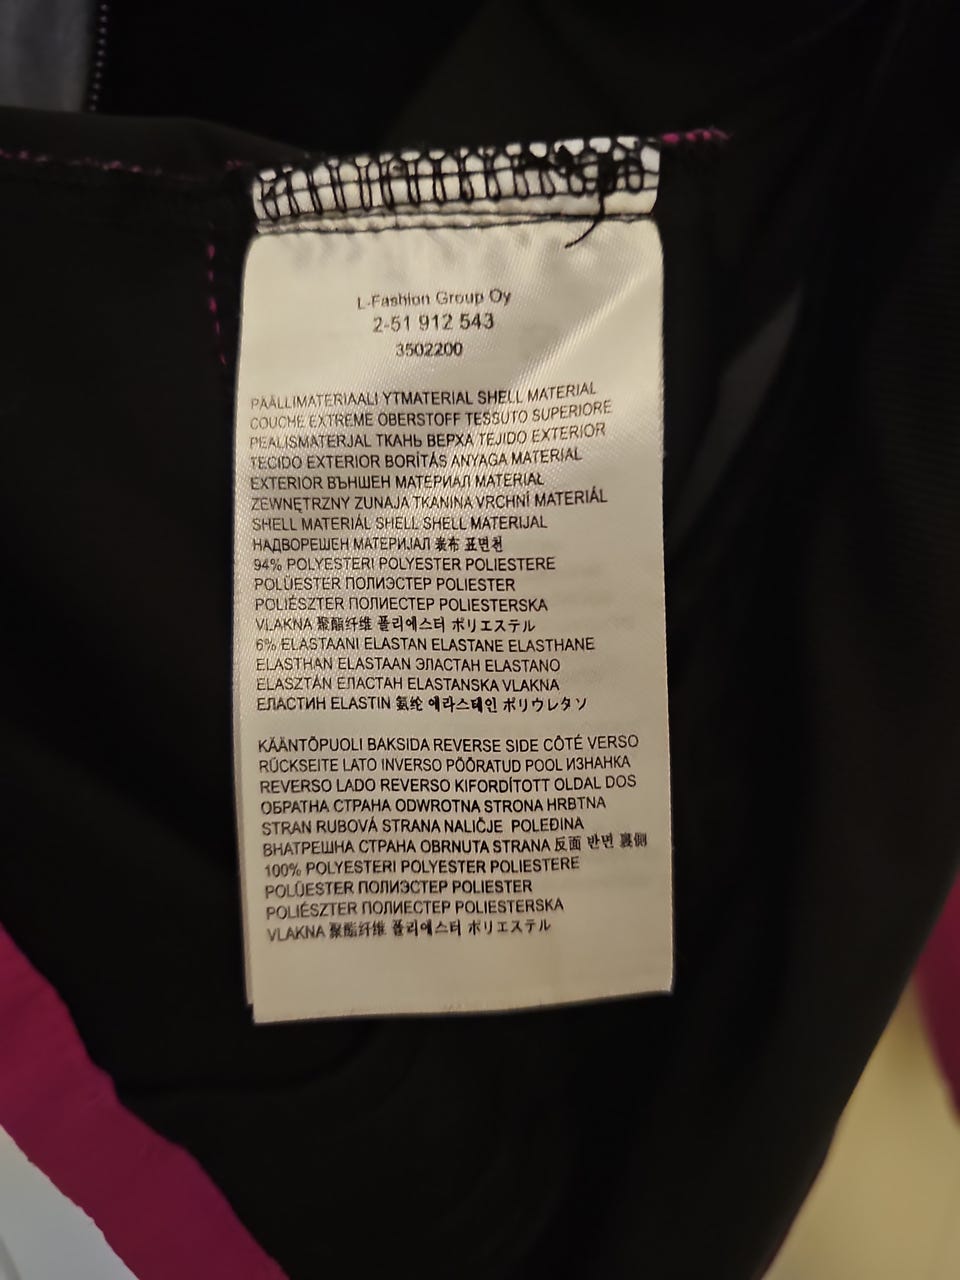 L-Fashion Group Oy
2-51 912 543
3502200
PÄÄLLIMATERIAALI YTMATERIAL SHELL MATERIAL
COUCHE EXTREME OBERSTOFF TESSUTO SUPERIORE
PEALISMATERJAL ТКАНЬ ВЕРХА TEJIDO EXTERIOR
TECIDO EXTERIOR BORÍTÁS ANYAGA MATERIAL
EXTERIOR ВЪНШЕН МАТЕРИАЛ MATERIAŁ
ZEWNĘTRZNY ZUNAJA TKANINA VRCHNÍ MATERIÁL
SHELL MATERIÁL SHELL SHELL MATERIJAL
НАДВОРЕШЕН МАТЕРИЈАЛ 表布 표면천
94% POLYESTERI POLYESTER POLIESTERE
POLÜESTER ПОЛИЭСТЕР POLIESTER
POLIÉSZTER ПОЛИЕСТЕР POLIESTERSKA
VLAKNA 聚酯纤维 폴리에스터 ポリエステル
6% ELASTAANI ELASTAN ELASTANE ELASTHANE
ELASTHAN ELASTAAN ЭЛАСТАН ELASTANO
ELASZTÁN ЕЛАСТАН ELASTANSKA VLAKNA
ЕЛАСТИН ELASTIN 氨纶 에라스테인 ポリウレタン
KÄÄNTÖPUOLI BAKSIDA REVERSE SIDE CÔTÉ VERSO
RÜCKSEITE LATO INVERSO PÖÖRATUD POOL ИЗНАНКА
REVERSO LADO REVERSO KIFORDÍTOTT OLDAL DOS
ОБРАТНА СТРАНА ODWROTNA STRONA HRBTNA
STRAN RUBOVÁ STRANA NALIČJE POLEĐINA
ВНАТРЕШНА СТРАНА OBRNUTA STRANA 反面 반면 裏側
100% POLYESTERI POLYESTER POLIESTERE
POLÜESTER ПОЛИЭСТЕР POLIESTER
POLIÉSZTER ПОЛИЕСТЕР POLIESTERSKA
VLAKNA 聚酯纤维 폴리에스터 ポリエステル